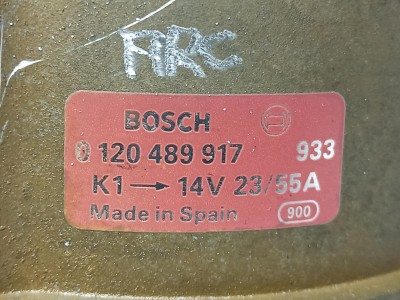 ARC
BOSCH
0 120 489 917 933
K1 → 14V 23/55A
Made in Spain 900